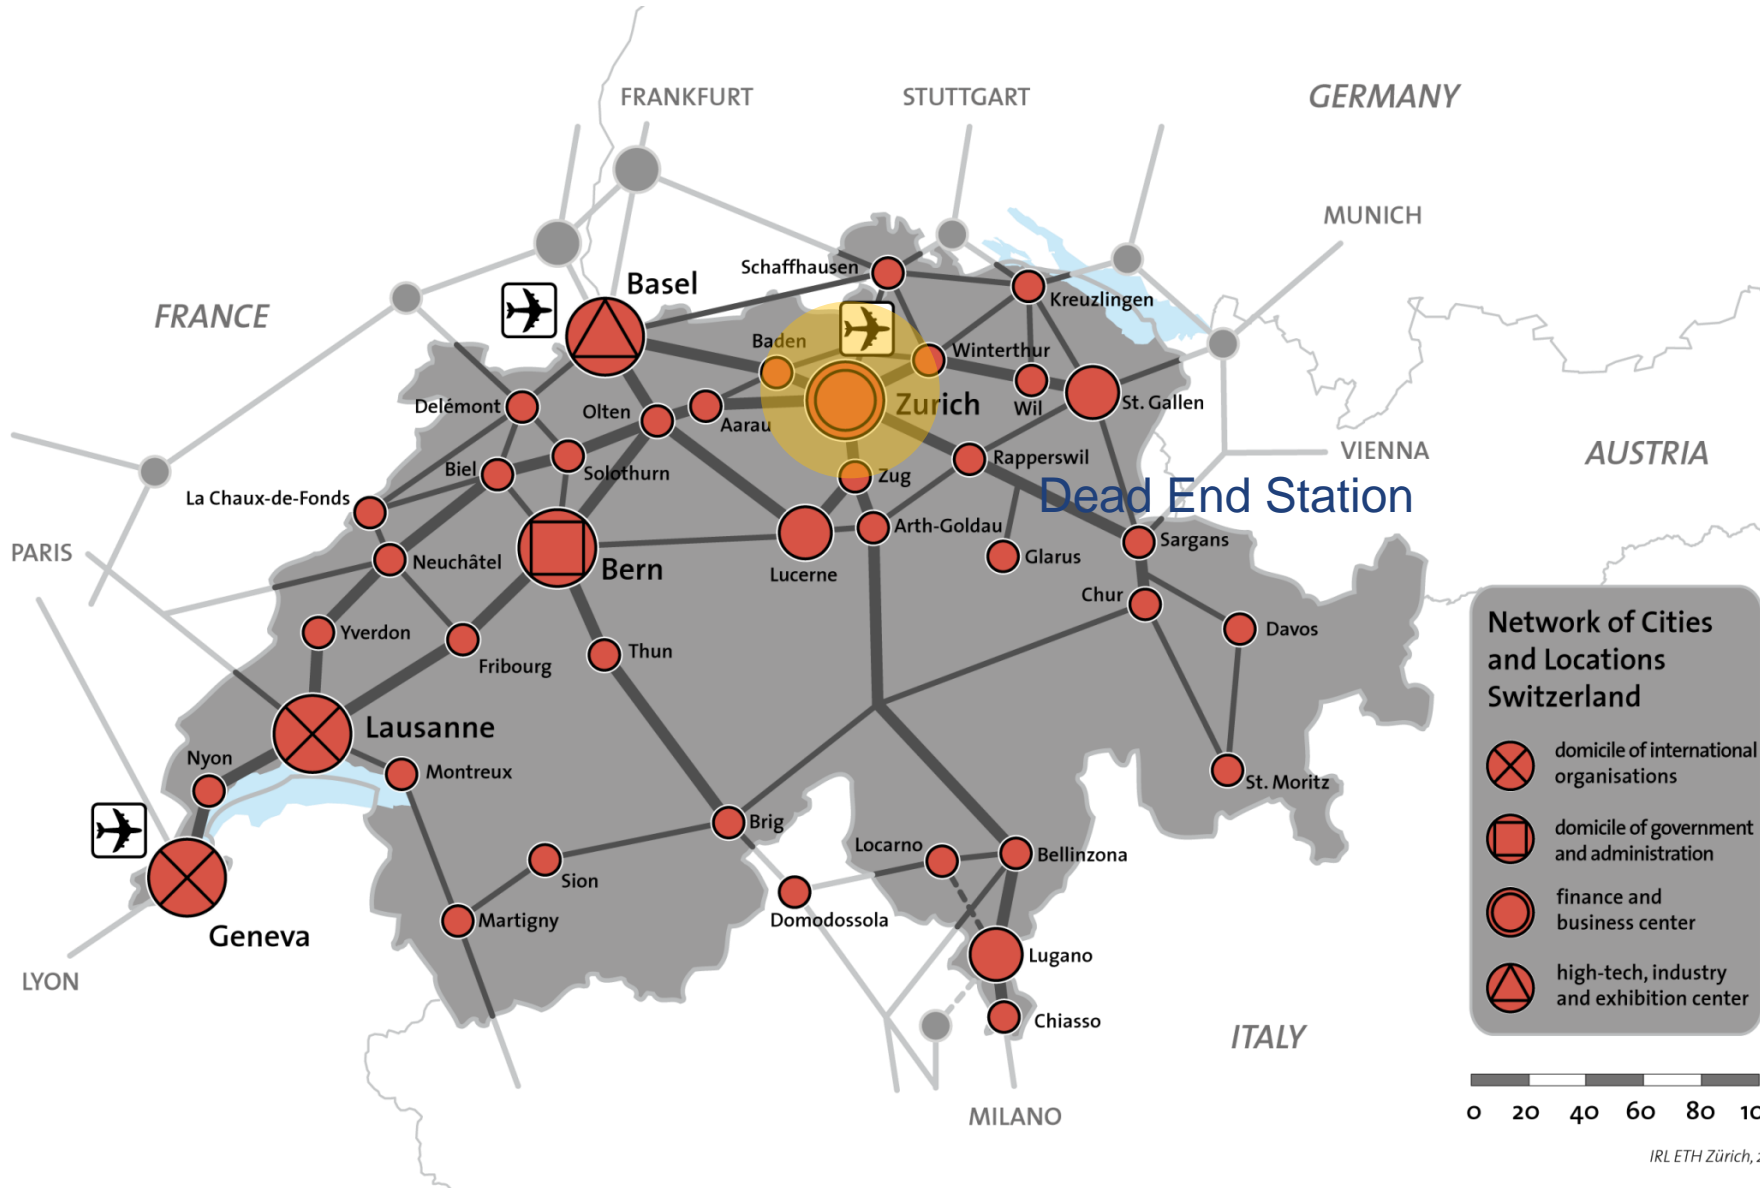 FRANKFURT
STUTTGART
GERMANY
MUNICH
Schaffhausen
Basel
Kreuzlingen
FRANCE
Baden
Winterthur
Delémont
Olten
Aarau
Zurich
Wil
St. Gallen
VIENNA
AUSTRIA
Biel
Solothurn
Rapperswil
Zug
La Chaux-de-Fonds
Dead End Station
Arth-Goldau
Sargans
PARIS
Neuchâtel
Bern
Lucerne
Glarus
Chur
Yverdon
Fribourg
Thun
Davos
Lausanne
Nyon
Montreux
St. Moritz
Brig
Locarno
Bellinzona
Sion
Martigny
Domodossola
Geneva
Lugano
LYON
Chiasso
ITALY
MILANO
Network of Cities
and Locations
Switzerland
domicile of international
organisations
domicile of government
and administration
finance and
business center
high-tech, industry
and exhibition center
0 20 40 60 80 10
IRL ETH Zürich,